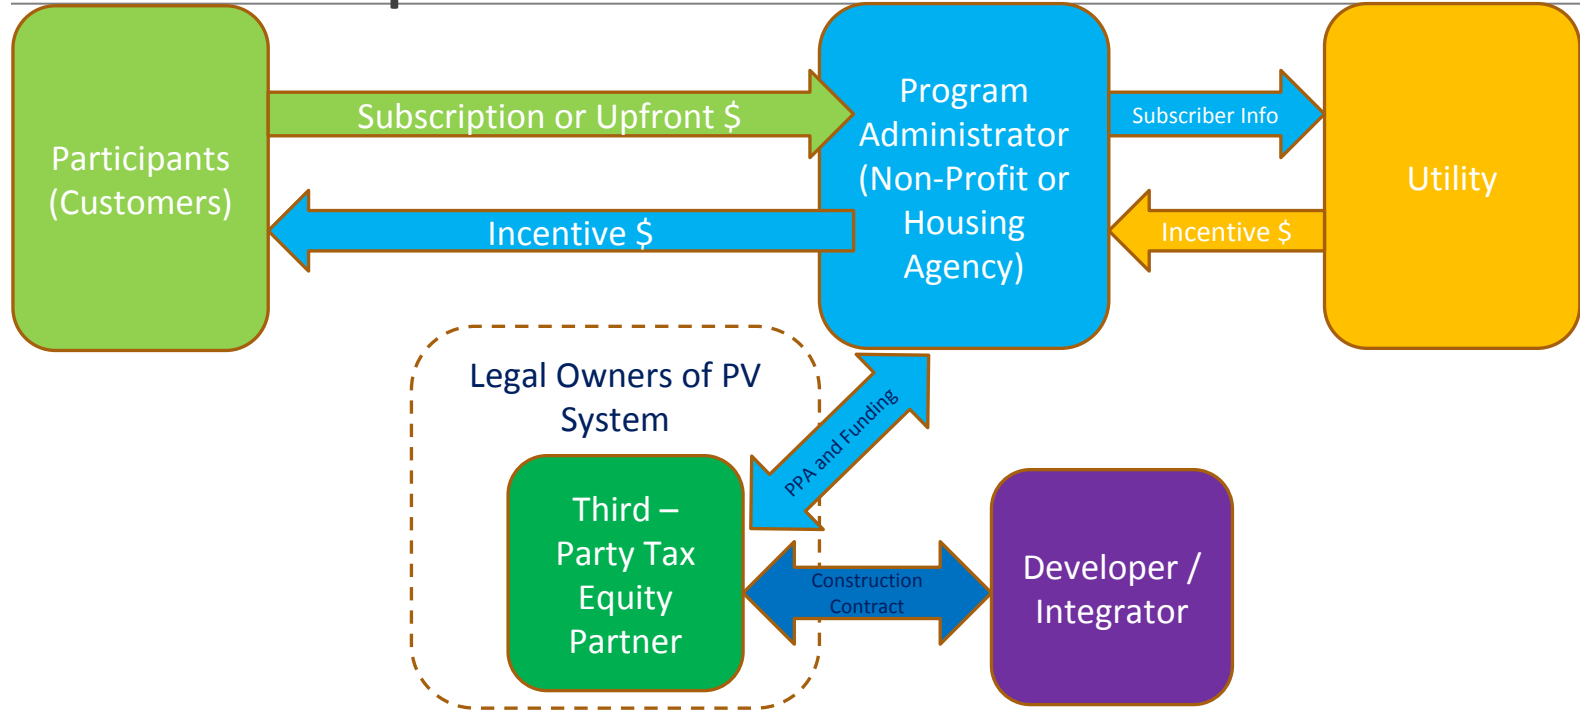 Participants
(Customers)
Subscription or Upfront $
Incentive $
Program
Administrator
(Non-Profit or
Housing
Agency)
Subscriber Info
Incentive $
Utility
Legal Owners of PV
System
PPA and Funding
Third –
Party Tax
Equity
Partner
Construction
Contract
Developer /
Integrator